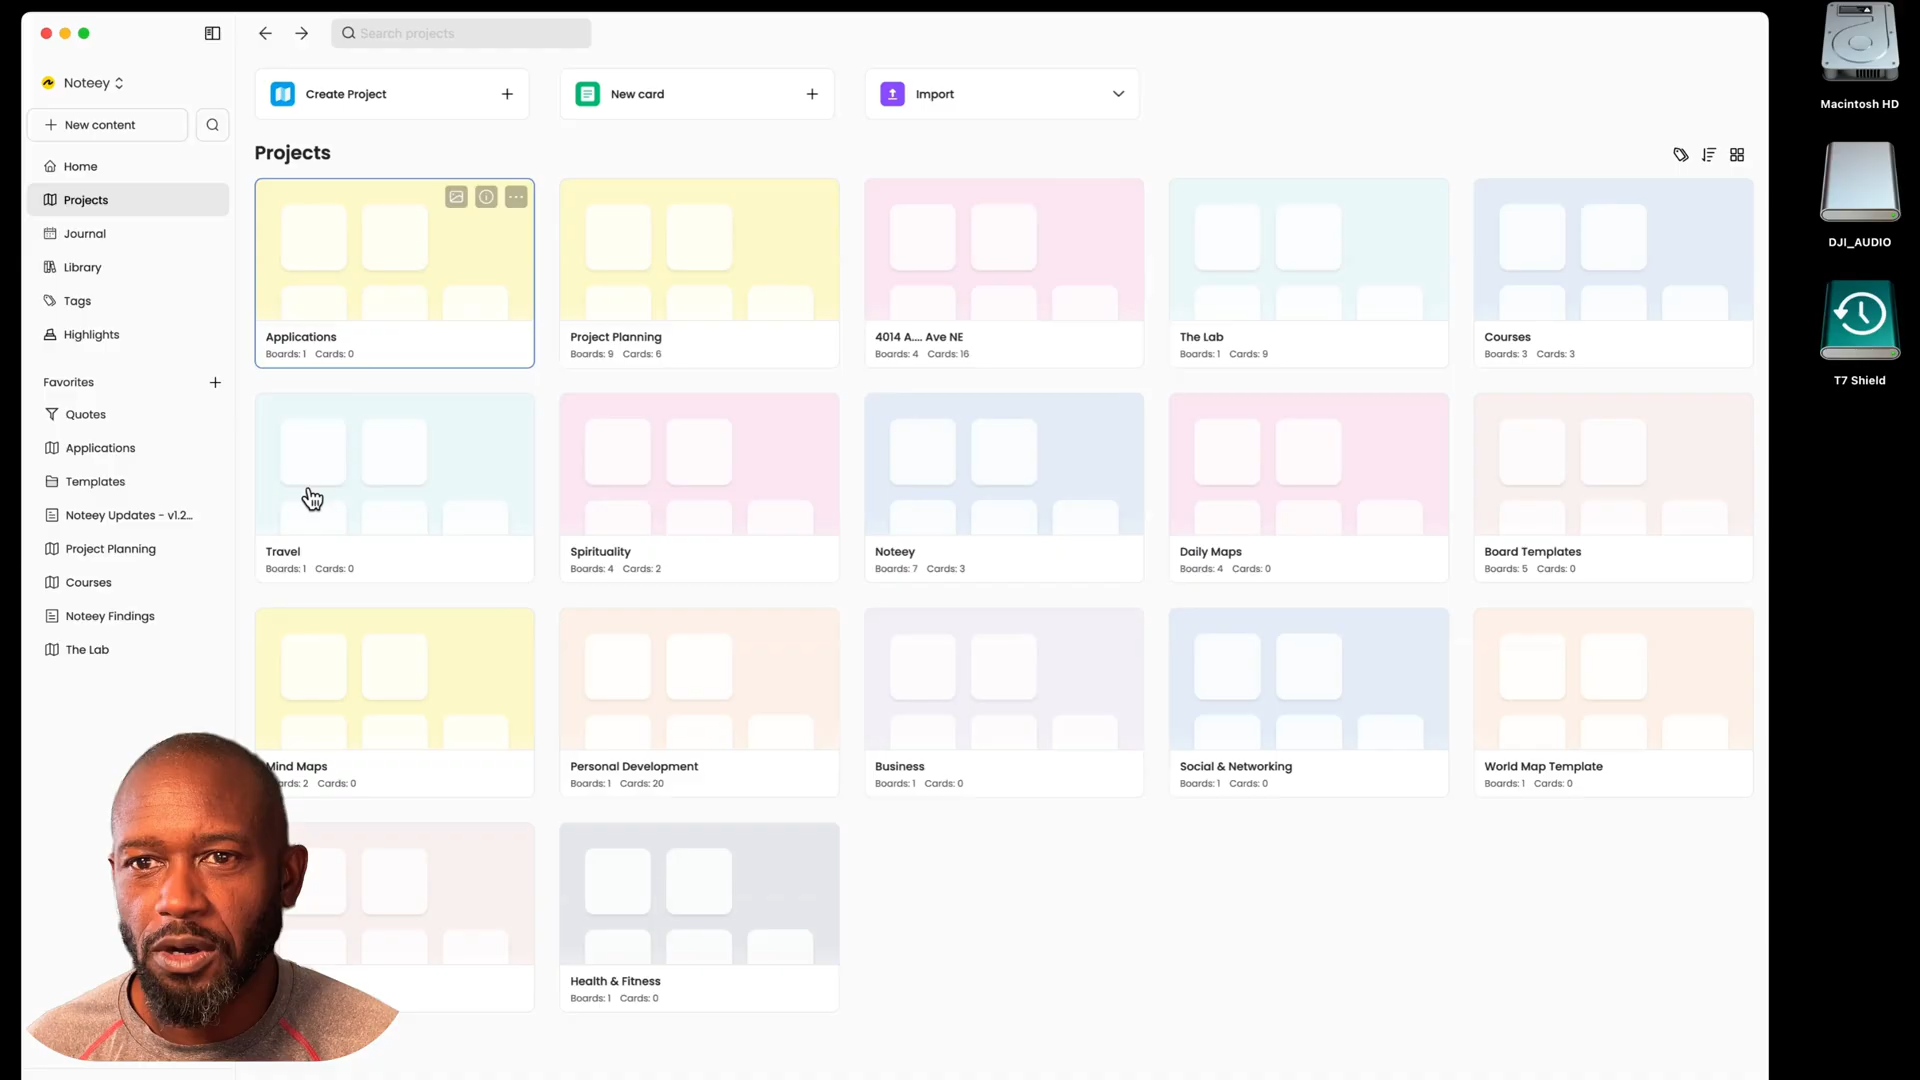 Search projects
Macintosh HD
DJI_AUDIO
T7 Shield
Noteey
New content
Home
Projects
Journal
Library
Tags
Highlights
Favorites
Quotes
Applications
Templates
Noteey Updates - v1.2...
Project Planning
Courses
Noteey Findings
The Lab
Create Project
New card
Import
Projects
Applications
Boards: 1 Cards: 0
Project Planning
Boards: 9 Cards: 6
4014 A.... Ave NE
Boards: 4 Cards: 16
The Lab
Boards: 1 Cards: 9
Courses
Boards: 3 Cards: 3
Travel
Boards: 1 Cards: 0
Spirituality
Boards: 4 Cards: 2
Noteey
Boards: 7 Cards: 3
Daily Maps
Boards: 4 Cards: 0
Board Templates
Boards: 5 Cards: 0
Mind Maps
ards: 2 Cards: 0
Personal Development
Boards: 1 Cards: 20
Business
Boards: 1 Cards: 0
Social & Networking
Boards: 1 Cards: 0
World Map Template
Boards: 1 Cards: 0
Health & Fitness
Boards: 1 Cards: 0